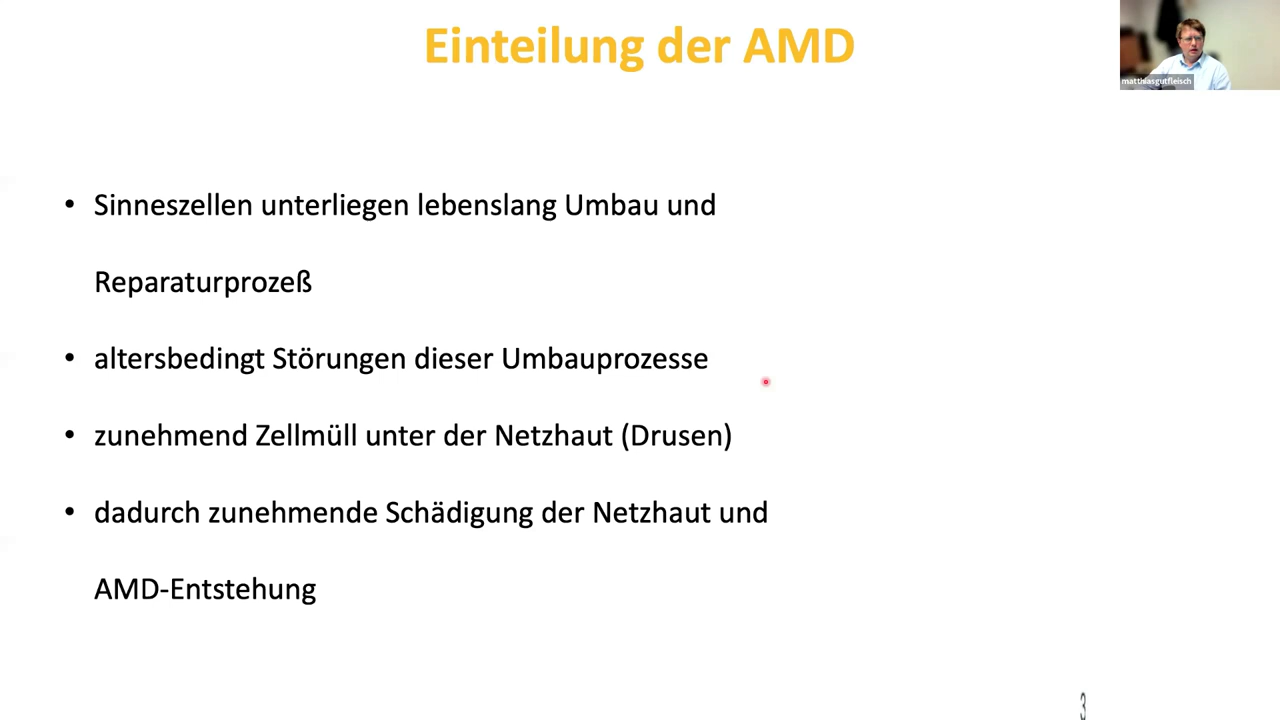 Einteilung der AMD
matthiasgutfleisch
• Sinneszellen unterliegen lebenslang Umbau und
Reparaturprozeß
• altersbedingt Störungen dieser Umbauprozesse
• zunehmend Zellmüll unter der Netzhaut (Drusen)
• dadurch zunehmende Schädigung der Netzhaut und
AMD-Entstehung
3